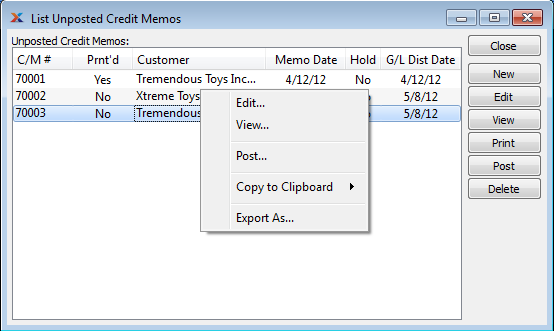 List Unposted Credit Memos
Unposted Credit Memos:
C/M # Prnt'd Customer Memo Date Hold G/L Dist Date
70001 Yes Tremendous Toys Inc... 4/12/12 No 4/12/12
70002 No Xtreme Toys 5/8/12
70003 No Tremendous 5/8/12
Edit...
View...
Post...
Copy to Clipboard
Export As...
Close
New
Edit
View
Print
Post
Delete